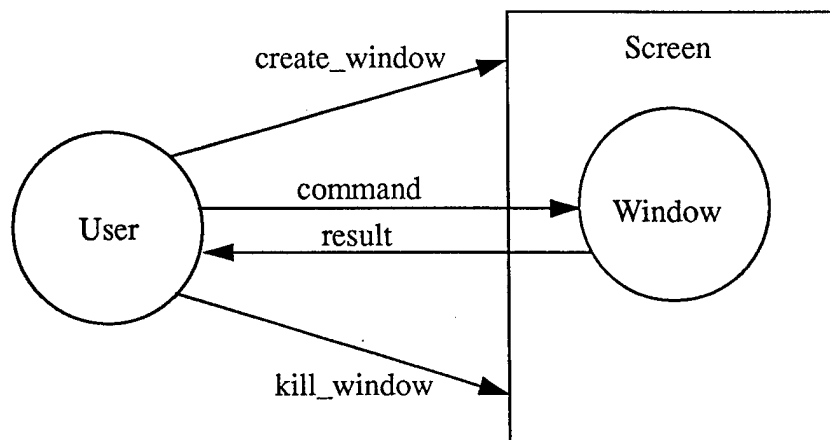 create_window
Screen
command
User
Window
result
kill_window